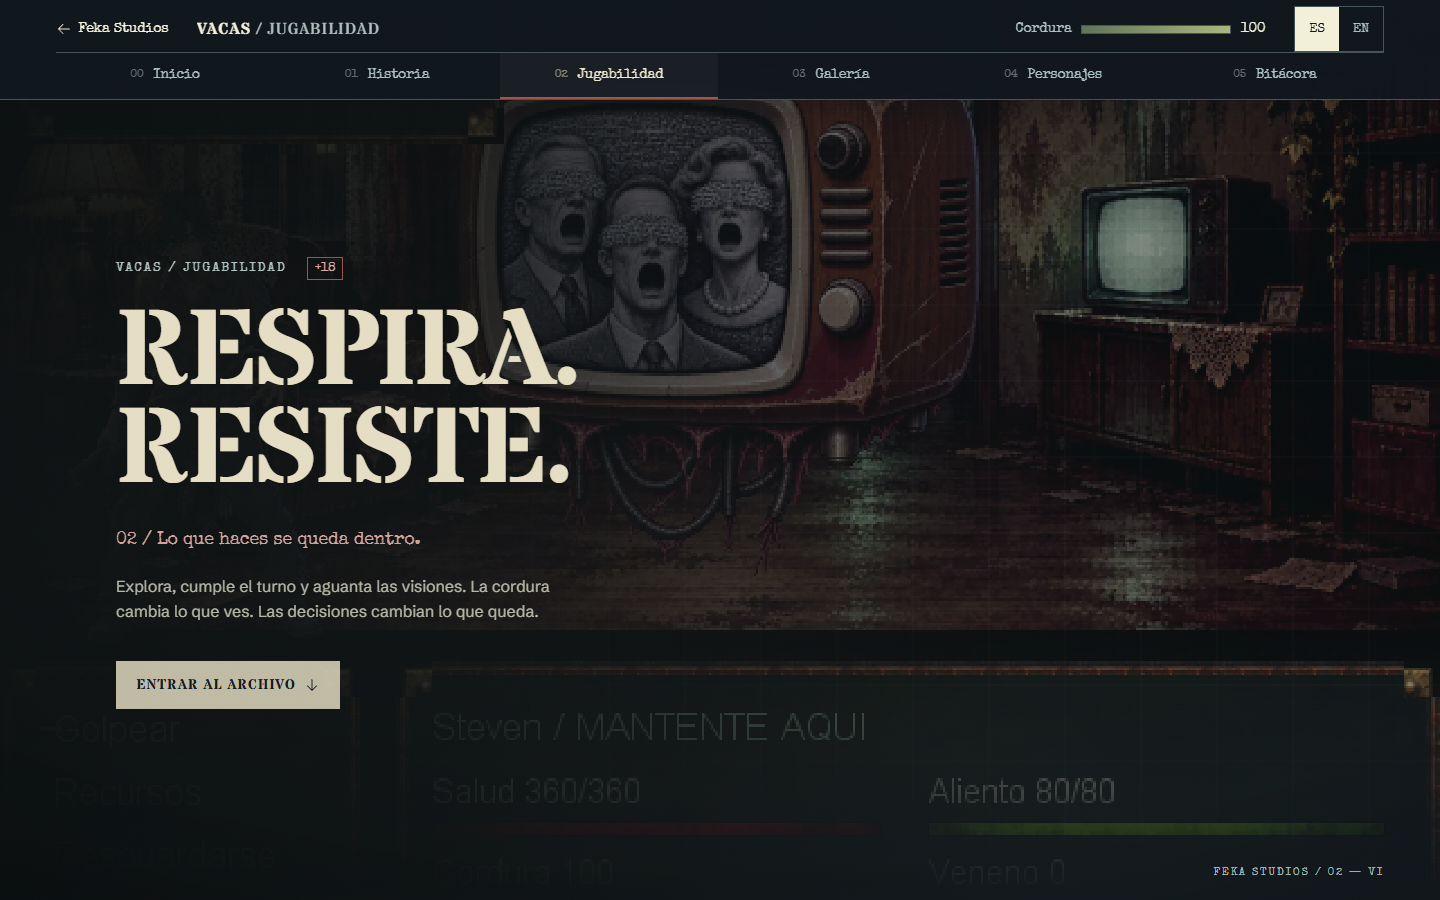 ← Feka Studios VACAS / JUGABILIDAD Cordura 100 ES EN
00 Inicio 01 Historia 02 Jugabilidad 03 Galería 04 Personajes 05 Bitácora
VACAS / JUGABILIDAD +18
RESPIRA.
RESISTE.
02 / Lo que haces se queda dentro.
Explora, cumple el turno y aguanta las visiones. La cordura
cambia lo que ves. Las decisiones cambian lo que queda.
ENTRAR AL ARCHIVO ↓
Golpear
Steven / MANTENTE AQUI
Recursos
Salud 360/360 Aliento 80/80
Resguardarse
Cordura 100 Veneno 0
FEKA STUDIOS / 02 — VI